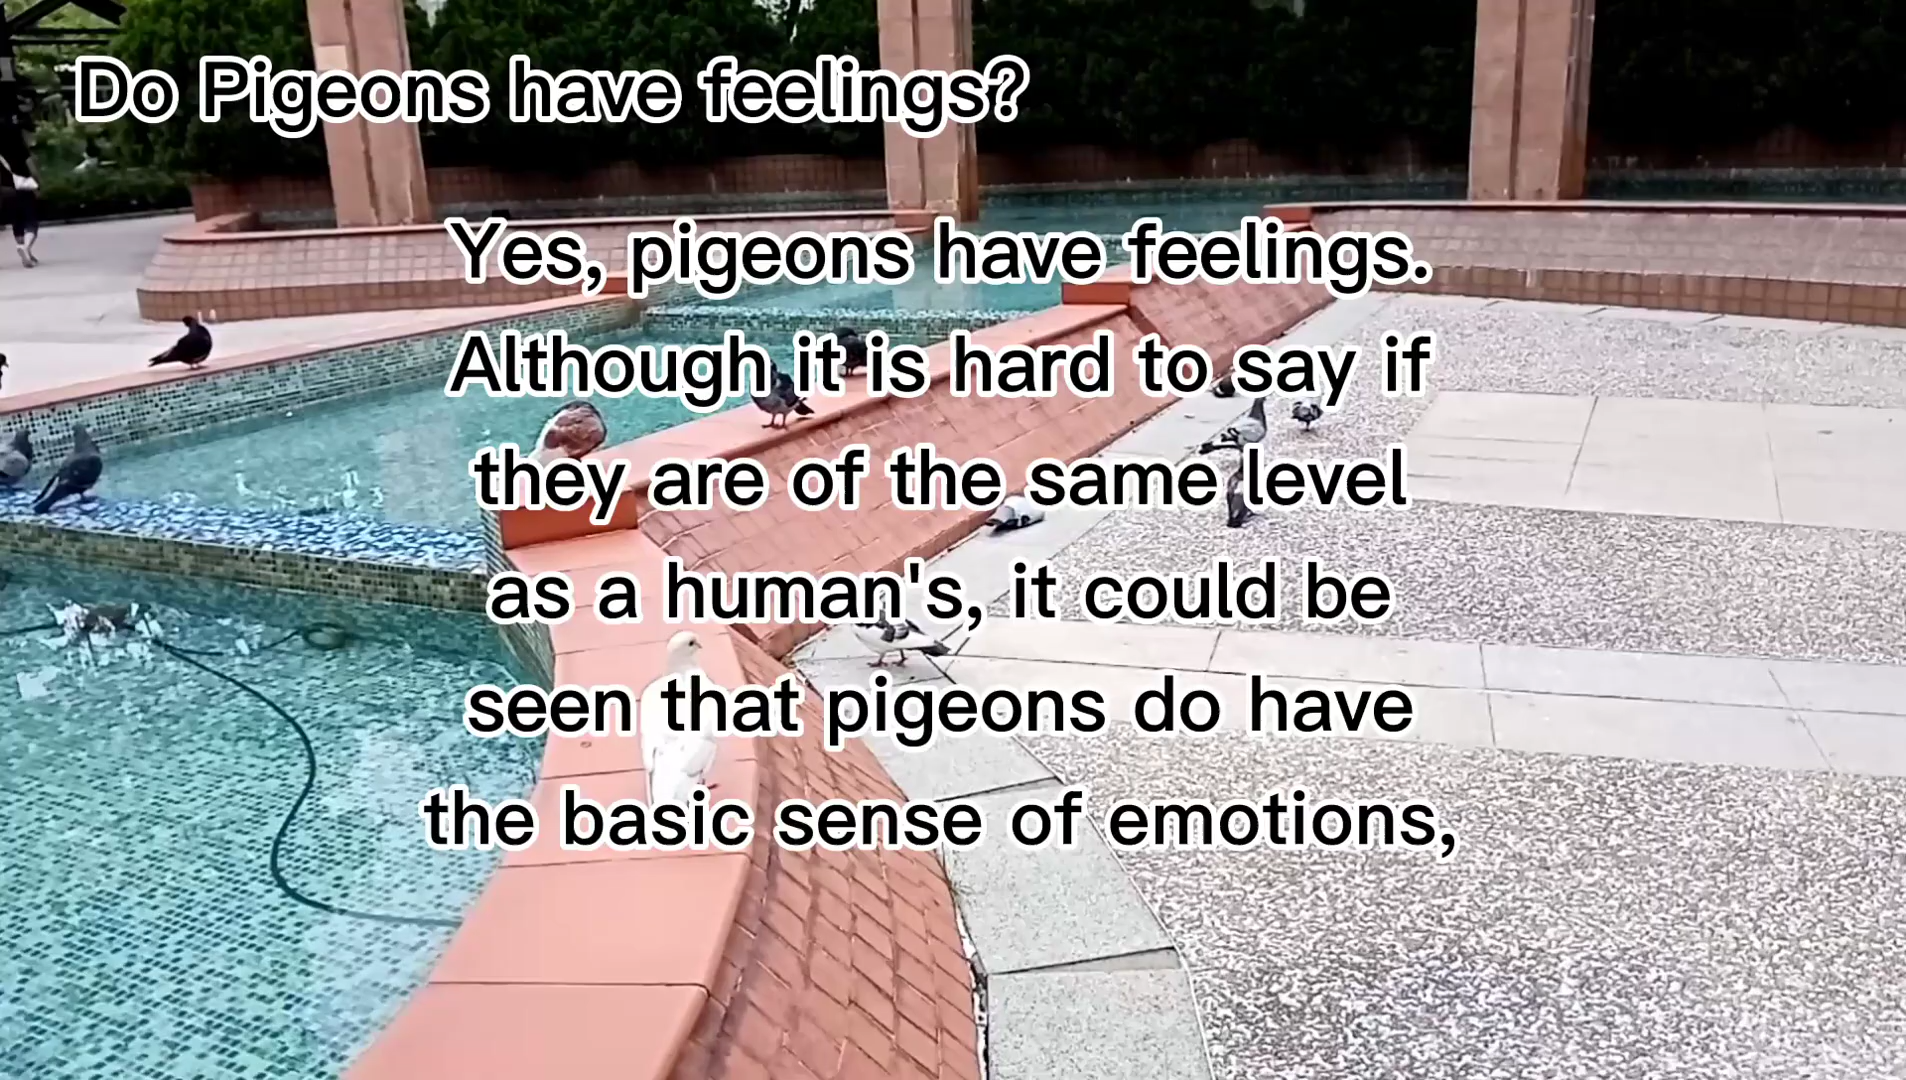 Do Pigeons have feelings?
Yes, pigeons have feelings.
Although it is hard to say if
they are of the same level
as a human's, it could be
seen that pigeons do have
the basic sense of emotions,